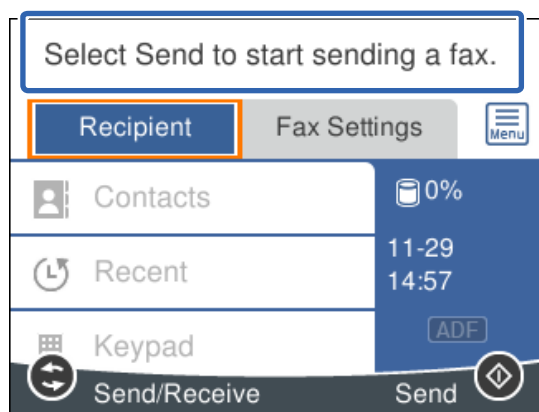 Select Send to start sending a fax.
Recipient
Fax Settings
Menu
Contacts
0%
Recent
11-29
14:57
Keypad
ADF
Send/Receive
Send